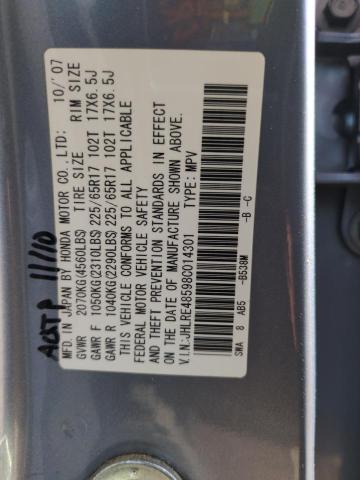 AOTP 11/10
MFD. IN JAPAN BY HONDA MOTOR CO.,LTD: 10/'07
GVWR 2070KG(4560LBS) TIRE SIZE RIM SIZE
GAWR F 1050KG(2310LBS)225/65R17 102T 17X6.5J
GAWR R 1040KG(2290LBS)225/65R17 102T 17X6.5J
THIS VEHICLE CONFORMS TO ALL APPLICABLE
FEDERAL MOTOR VEHICLE SAFETY
AND THEFT PREVENTION STANDARDS IN EFFECT
ON THE DATE OF MANUFACTURE SHOWN ABOVE.
V.I.N:JHLRE48598C014301 TYPE: MPV
SWA 8 AB5 -B538M -B -C